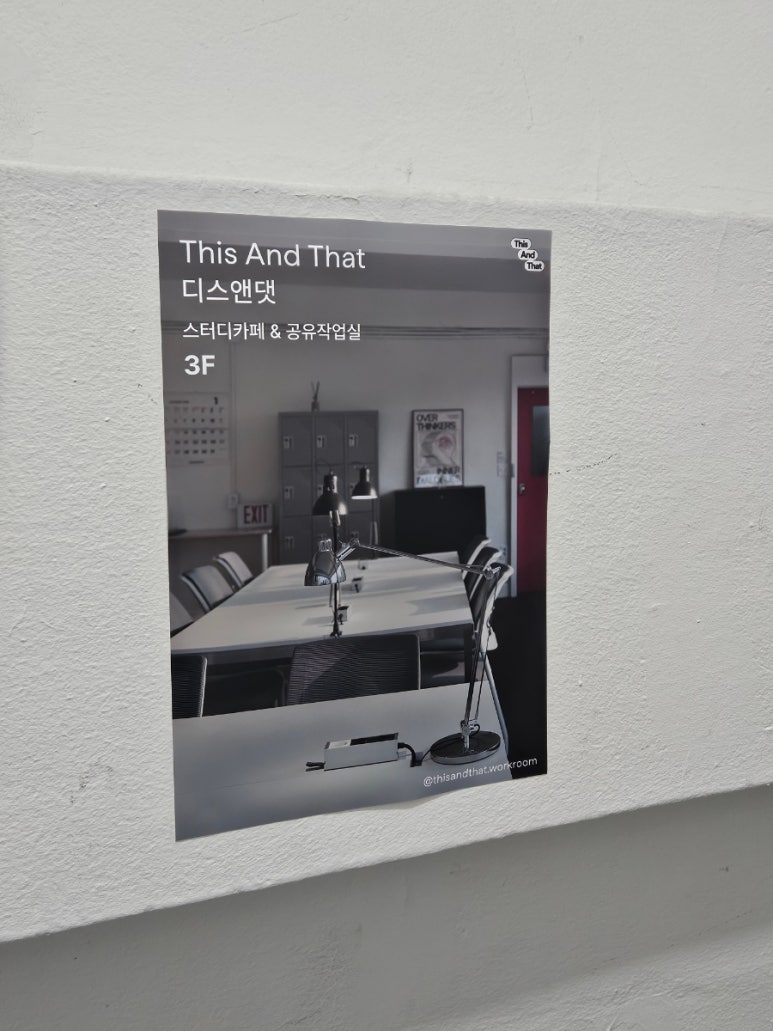 This And That
디스앤댓
스터디카페 & 공유작업실
3F
This
And
That
OVER
THINKERS
INNER
EXIT
@thisandthat.workroom